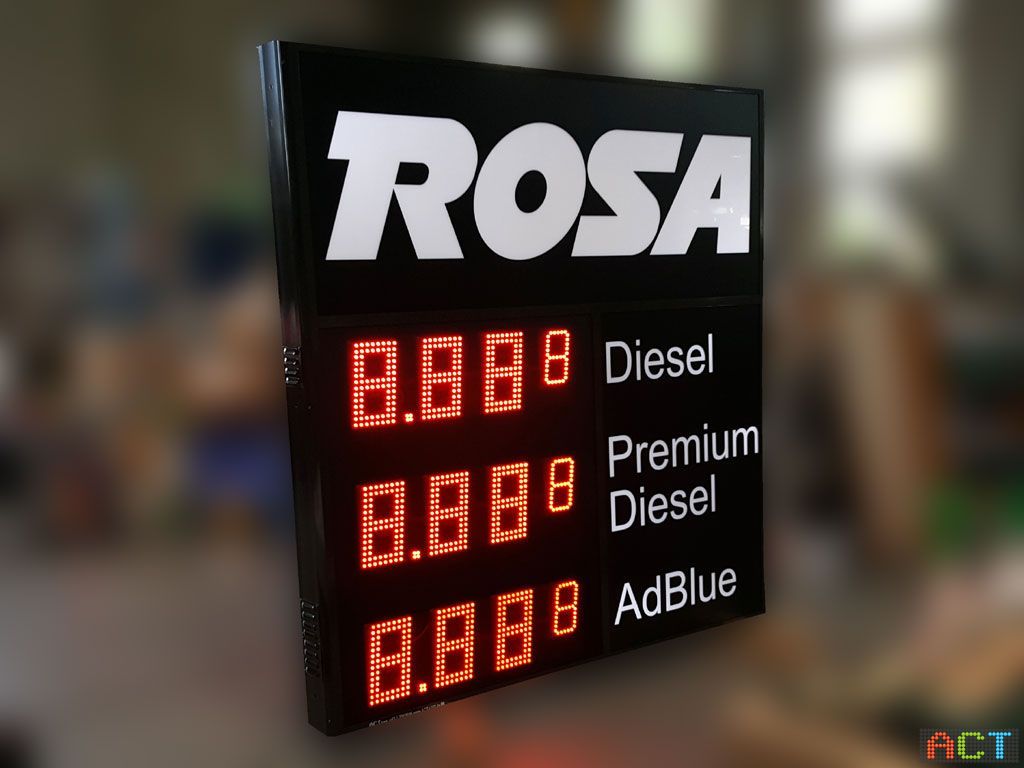 ROSA
8.888 Diesel
8.888 Premium
Diesel
8.888 AdBlue
ACT